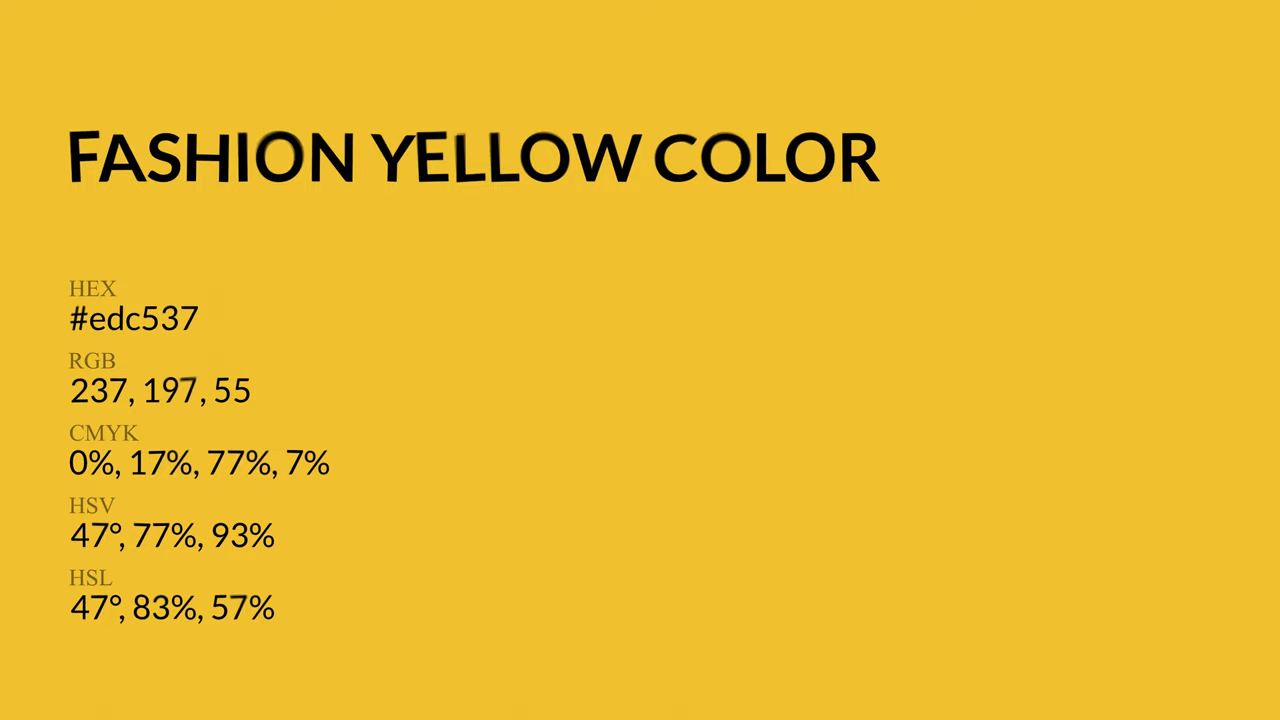 FASHION YELLOW COLOR
HEX
#edc537
RGB
237, 197, 55
CMYK
0%, 17%, 77%, 7%
HSV
47°, 77%, 93%
HSL
47°, 83%, 57%